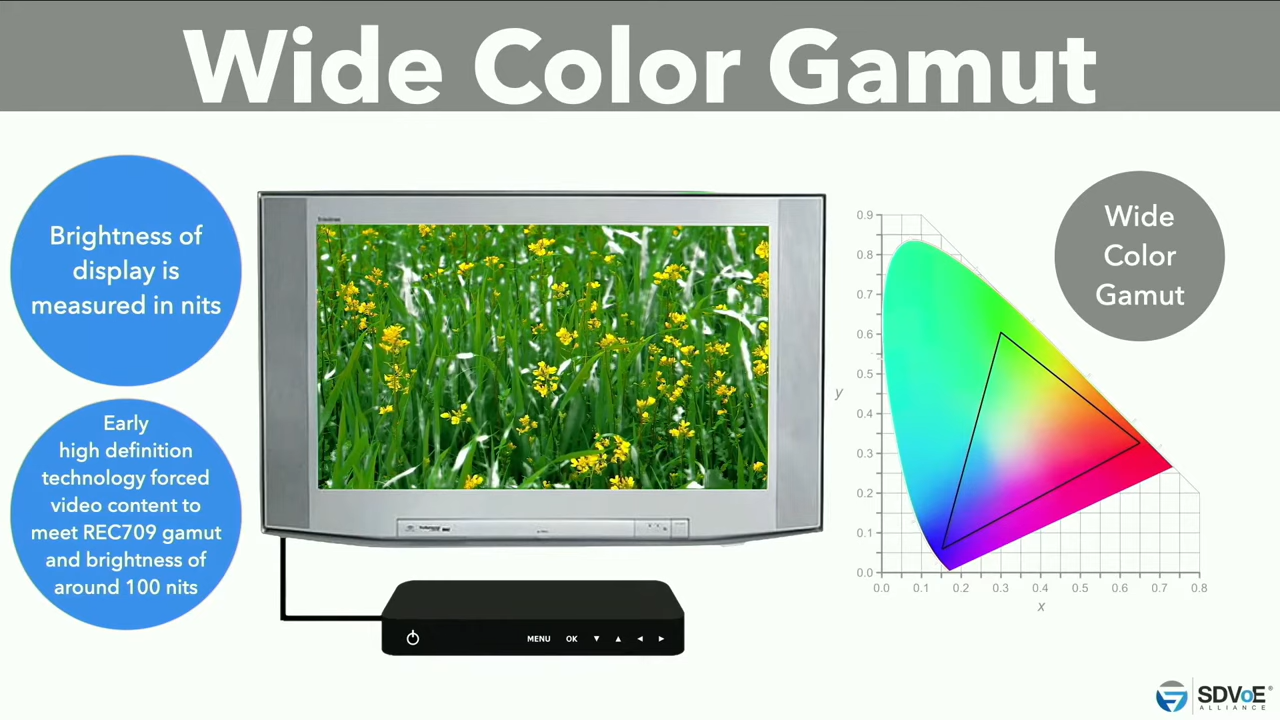 Wide Color Gamut
Brightness of
display is
measured in nits
Early
high definition
technology forced
video content to
meet REC709 gamut
and brightness of
around 100 nits
MENU OK ▼ ▲ ◄ ►
Wide
Color
Gamut
0.9
0.8
0.7
0.6
0.5
0.4
0.3
0.2
0.1
0.0
y
0.0 0.1 0.2 0.3 0.4 0.5 0.6 0.7 0.8
x
SDVoE®
ALLIANCE